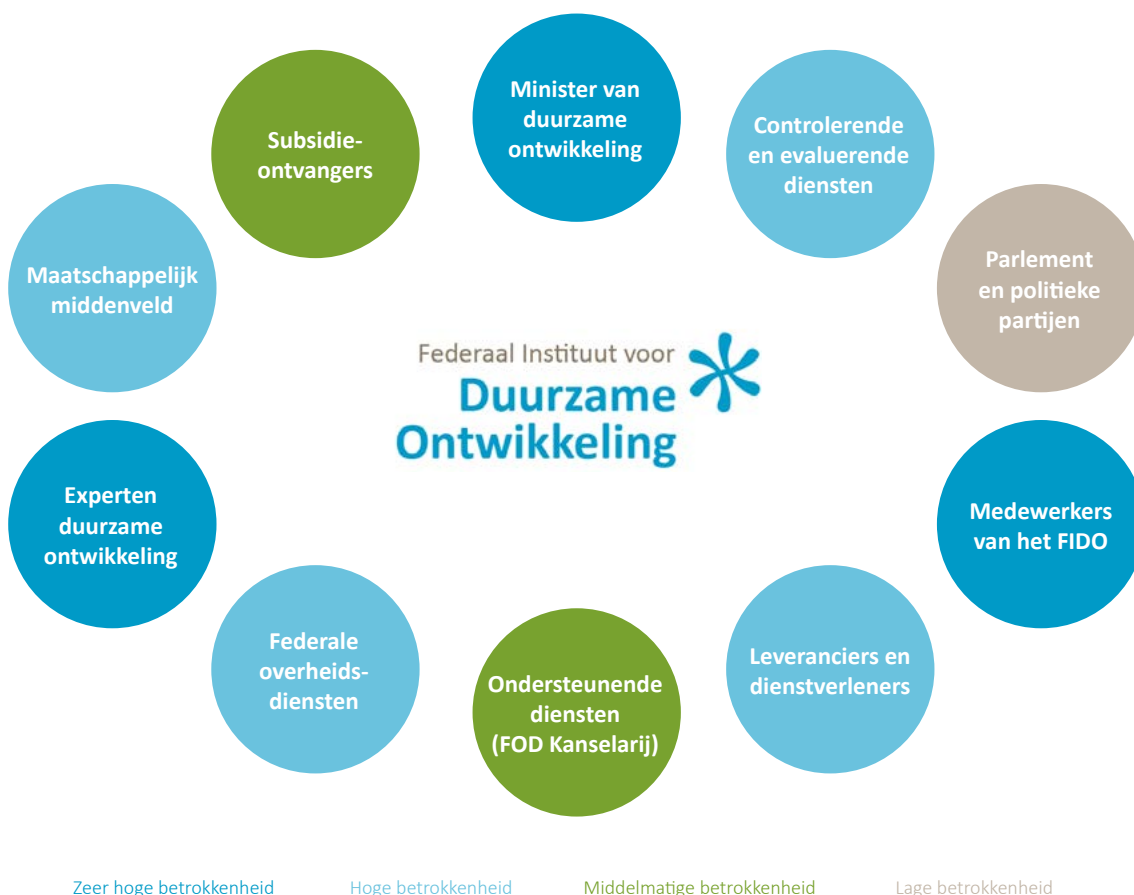 Minister van
duurzame
ontwikkeling
Controlerende
en evaluerende
diensten
Subsidie-
ontvangers
Parlement
en politieke
partijen
Maatschappelijk
middenveld
Federaal Instituut voor
Duurzame
Ontwikkeling
Experten
duurzame
ontwikkeling
Medewerkers
van het FIDO
Federale
overheids-
diensten
Leveranciers en
dienstverleners
Ondersteunende
diensten
(FOD Kanselarij)
Zeer hoge betrokkenheid
Hoge betrokkenheid
Middelmatige betrokkenheid
Lage betrokkenheid